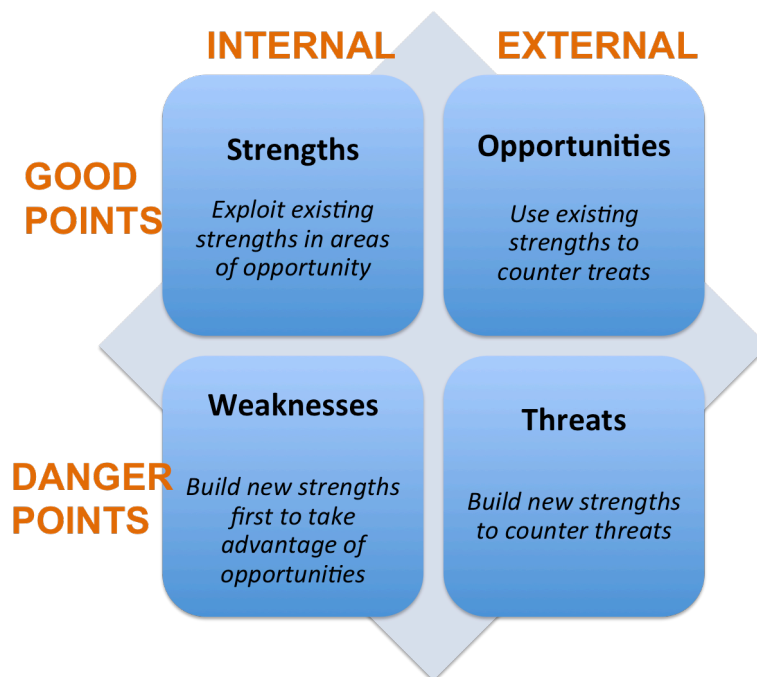 INTERNAL
EXTERNAL
GOOD
POINTS
Strengths
Exploit existing
strengths in areas
of opportunity
Opportunities
Use existing
strengths to
counter treats
DANGER
POINTS
Weaknesses
Build new strengths
first to take
advantage of
opportunities
Threats
Build new strengths
to counter threats